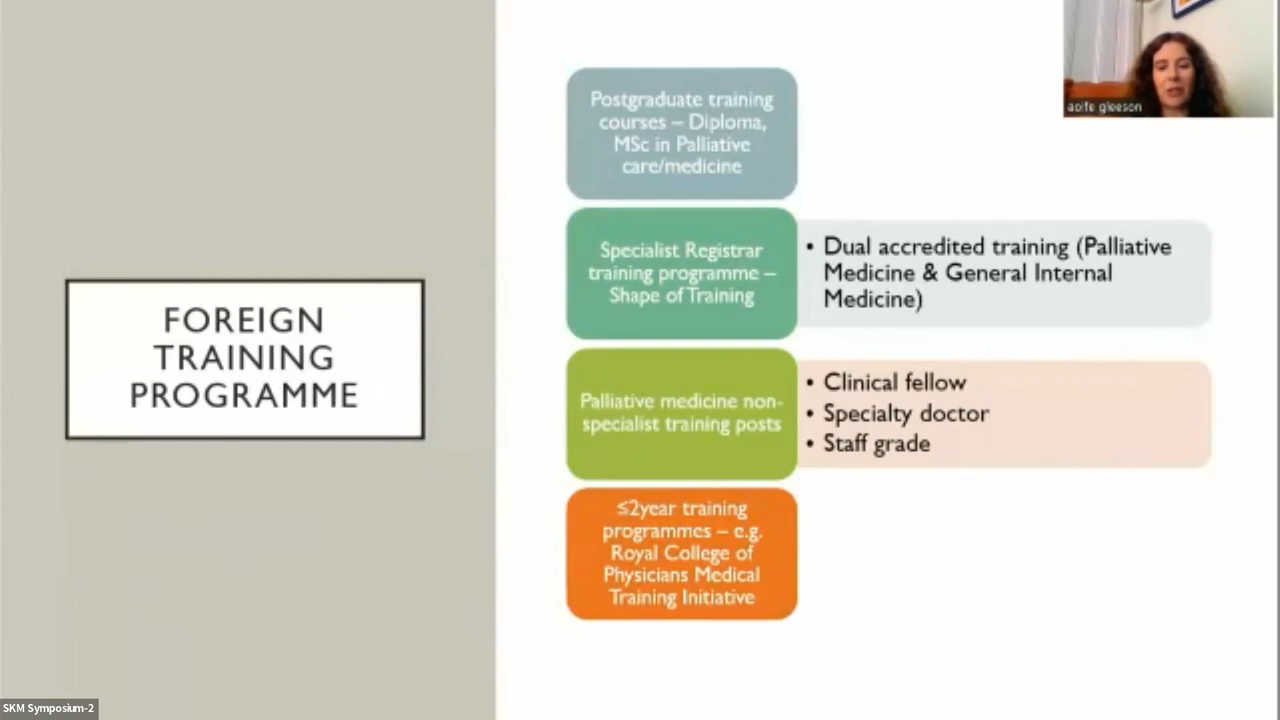 FOREIGN
TRAINING
PROGRAMME
Postgraduate training
courses – Diploma,
MSc in Palliative
care/medicine
Specialist Registrar
training programme –
Shape of Training
• Dual accredited training (Palliative
Medicine & General Internal
Medicine)
Palliative medicine non-
specialist training posts
• Clinical fellow
• Specialty doctor
• Staff grade
≤2year training
programmes – e.g.
Royal College of
Physicians Medical
Training Initiative
aoife gleeson
SKM Symposium-2